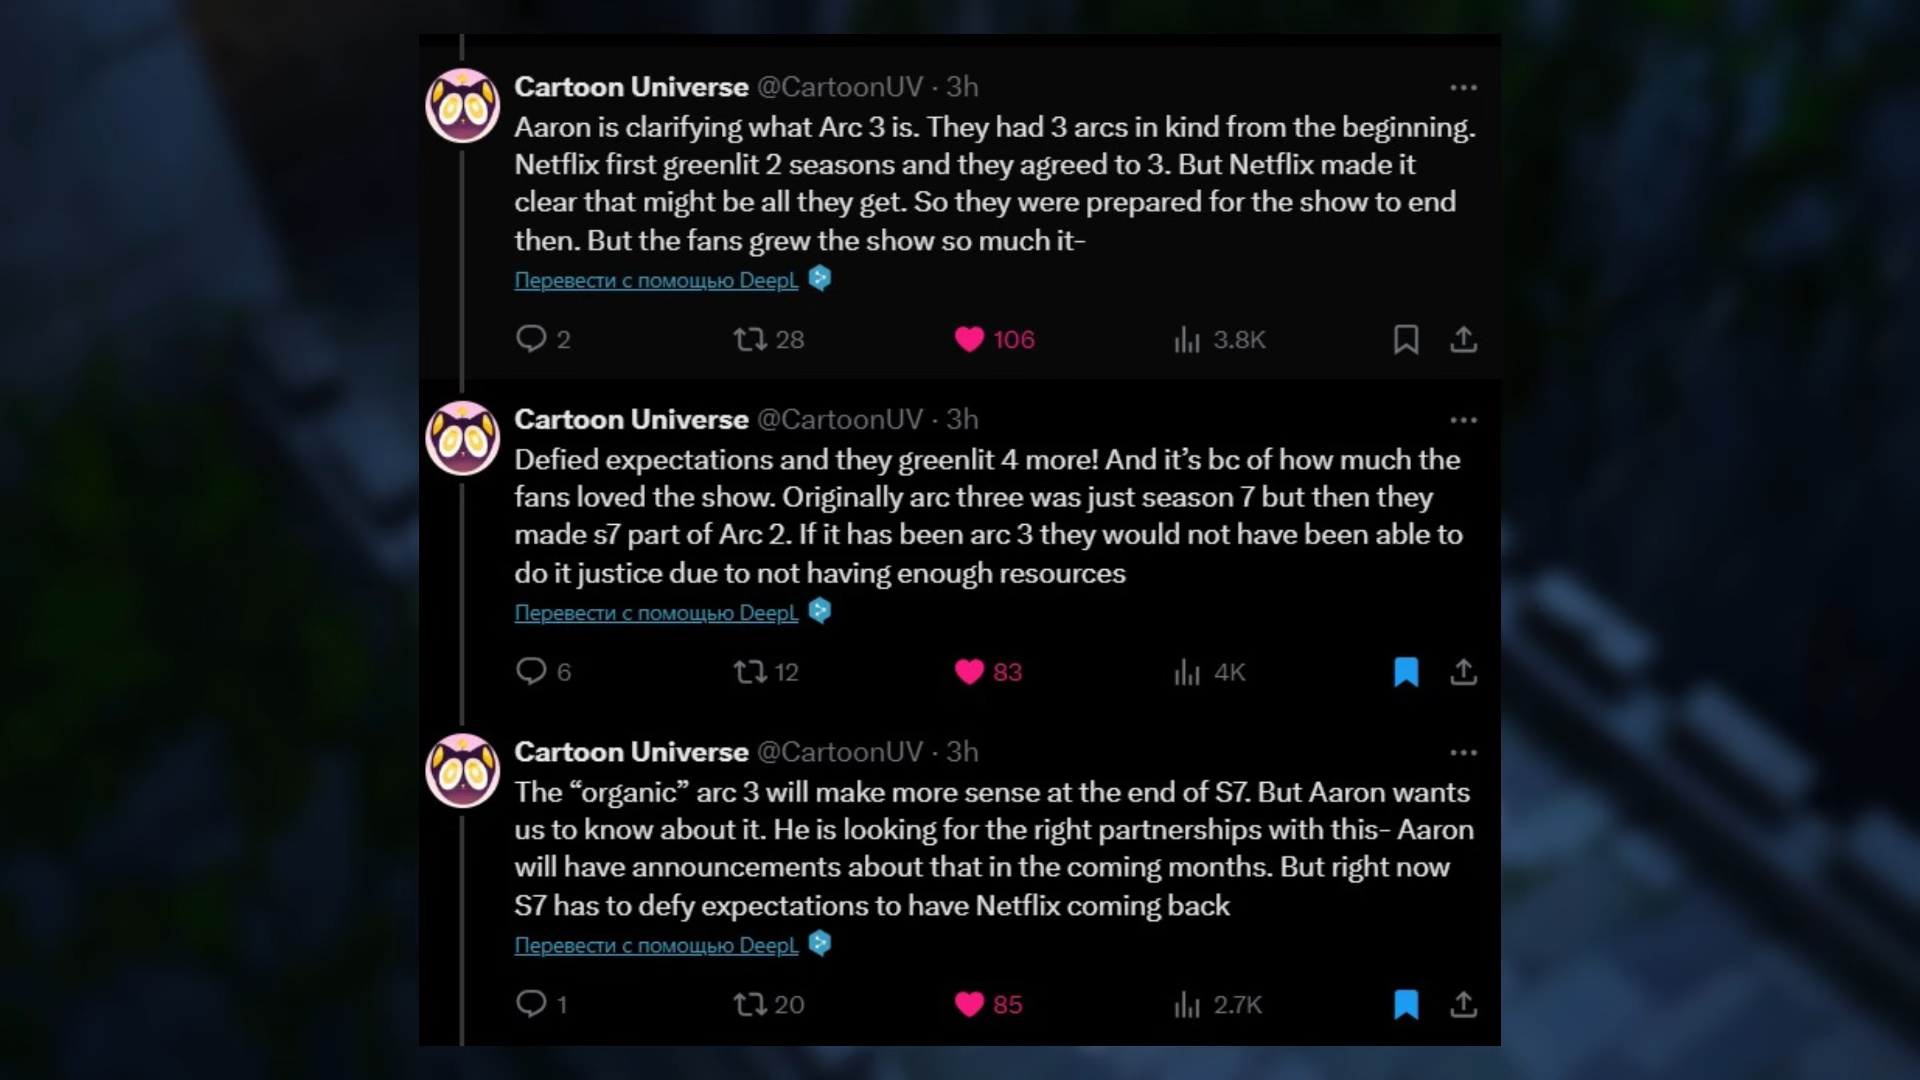 Cartoon Universe @CartoonUV · 3h
Aaron is clarifying what Arc 3 is. They had 3 arcs in kind from the beginning.
Netflix first greenlit 2 seasons and they agreed to 3. But Netflix made it
clear that might be all they get. So they were prepared for the show to end
then. But the fans grew the show so much it-
Перевести с помощью DeepL
2 28 106 3.8K
Cartoon Universe @CartoonUV · 3h
Defied expectations and they greenlit 4 more! And it’s bc of how much the
fans loved the show. Originally arc three was just season 7 but then they
made s7 part of Arc 2. If it has been arc 3 they would not have been able to
do it justice due to not having enough resources
Перевести с помощью DeepL
6 12 83 4K
Cartoon Universe @CartoonUV · 3h
The “organic” arc 3 will make more sense at the end of S7. But Aaron wants
us to know about it. He is looking for the right partnerships with this- Aaron
will have announcements about that in the coming months. But right now
S7 has to defy expectations to have Netflix coming back
Перевести с помощью DeepL
1 20 85 2.7K